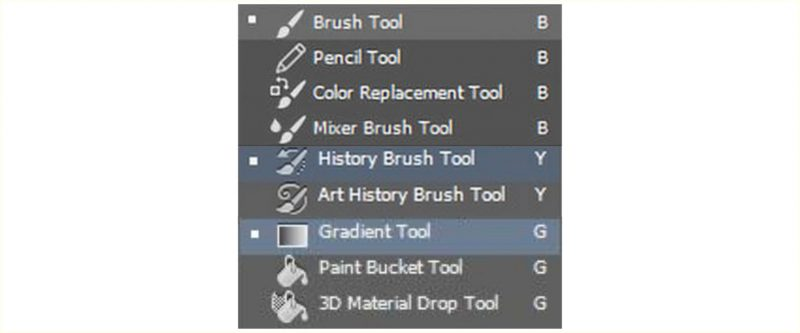 Brush Tool B
Pencil Tool B
Color Replacement Tool B
Mixer Brush Tool B
History Brush Tool Y
Art History Brush Tool Y
Gradient Tool G
Paint Bucket Tool G
3D Material Drop Tool G